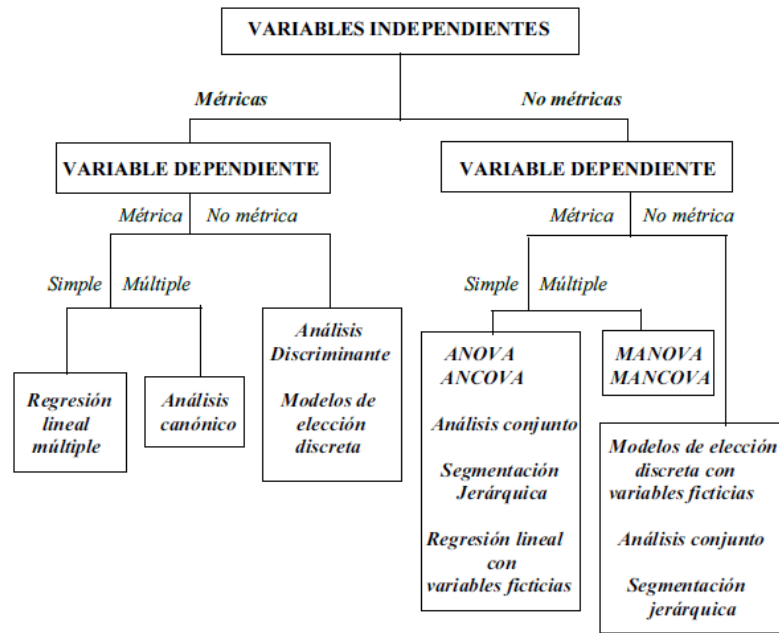 VARIABLES INDEPENDIENTES
Métricas
No métricas
VARIABLE DEPENDIENTE
VARIABLE DEPENDIENTE
Métrica
No métrica
Métrica
No métrica
Simple
Múltiple
Simple
Múltiple
Regresión
lineal
múltiple
Análisis
canónico
Análisis
Discriminante
Modelos de
elección
discreta
ANOVA
ANCOVA
Análisis conjunto
Segmentación
Jerárquica
Regresión lineal
con
variables ficticias
MANOVA
MANCOVA
Modelos de elección
discreta con
variables ficticias
Análisis conjunto
Segmentación
jerárquica